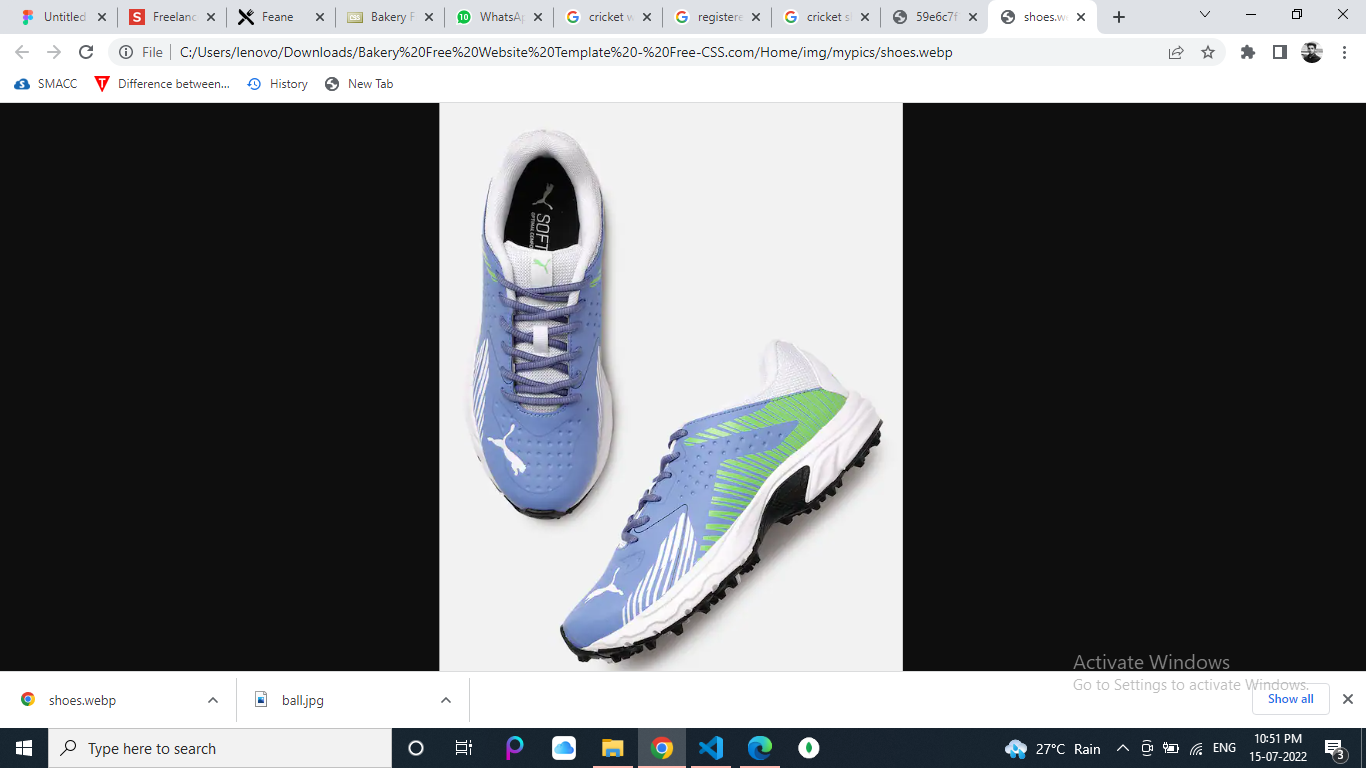 Untitled
Freelanc
Feane
Bakery F
WhatsAp
cricket w
registere
cricket s
59e6c7f
shoes.w
File
C:/Users/lenovo/Downloads/Bakery%20Free%20Website%20Template%20-%20Free-CSS.com/Home/img/mypics/shoes.webp
SMACC
Difference between...
History
New Tab
SOFT
Activate Windows
Go to Settings to activate Windows.
shoes.webp
ball.jpg
Show all
Type here to search
27°C Rain
ENG
10:51 PM
15-07-2022
3